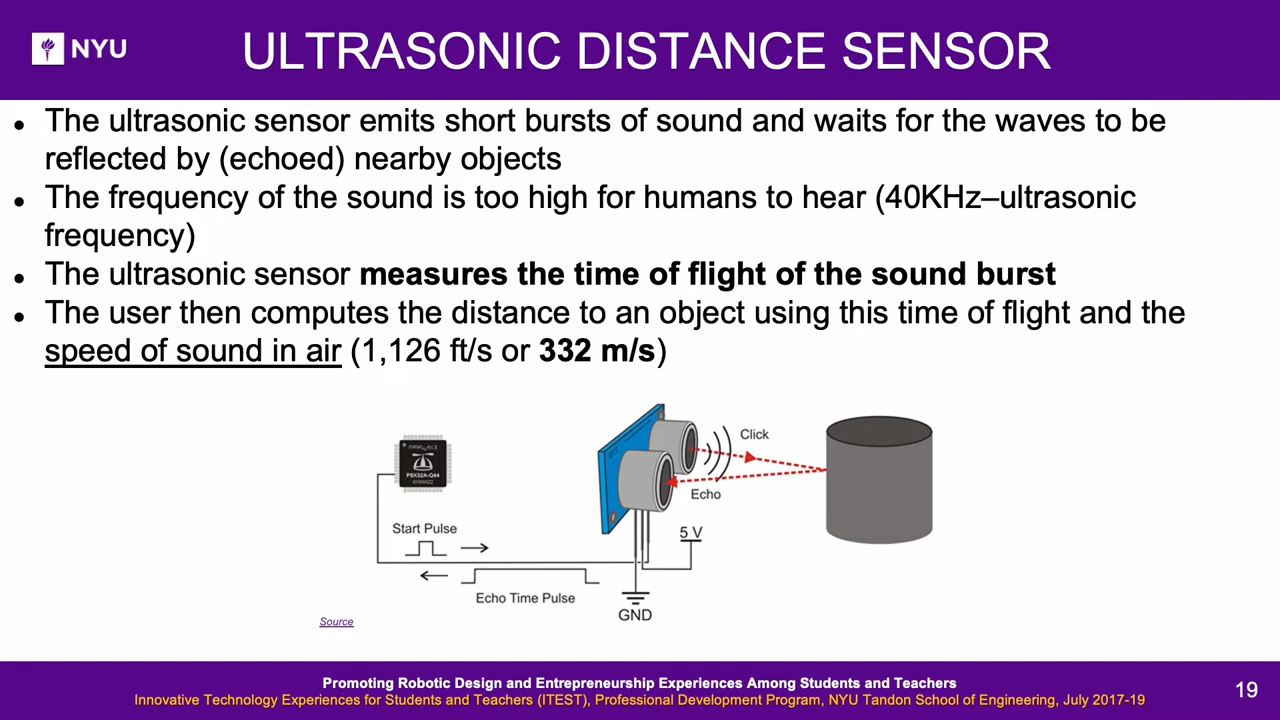 NYU
ULTRASONIC DISTANCE SENSOR
• The ultrasonic sensor emits short bursts of sound and waits for the waves to be
reflected by (echoed) nearby objects
• The frequency of the sound is too high for humans to hear (40KHz–ultrasonic
frequency)
• The ultrasonic sensor measures the time of flight of the sound burst
• The user then computes the distance to an object using this time of flight and the
speed of sound in air (1,126 ft/s or 332 m/s)
Click
Echo
P8X32A-Q44
Start Pulse
5 V
Echo Time Pulse
GND
Source
Promoting Robotic Design and Entrepreneurship Experiences Among Students and Teachers
Innovative Technology Experiences for Students and Teachers (ITEST), Professional Development Program, NYU Tandon School of Engineering, July 2017-19
19